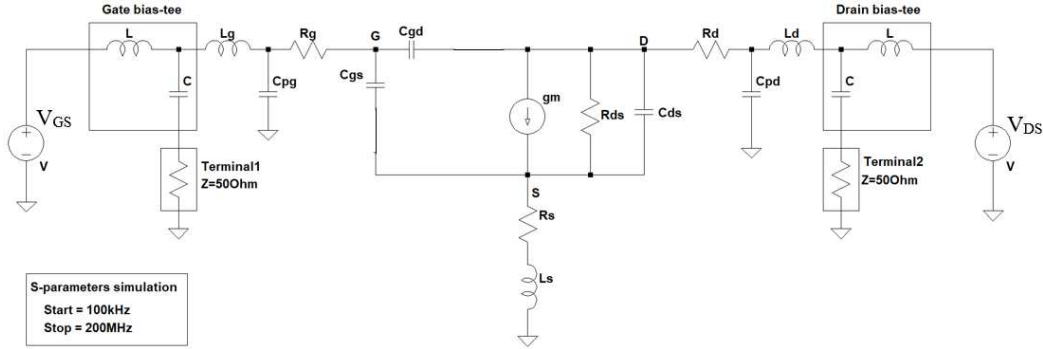 Gate bias-tee
Drain bias-tee
L
Lg
Rg
G
Cgd
D
Rd
Ld
L
C
Cpg
Cgs
gm
Rds
Cds
Cpd
C
VGS
V
VDS
V
Terminal1
Z=50Ohm
Terminal2
Z=50Ohm
S
Rs
Ls
S-parameters simulation
Start = 100kHz
Stop = 200MHz